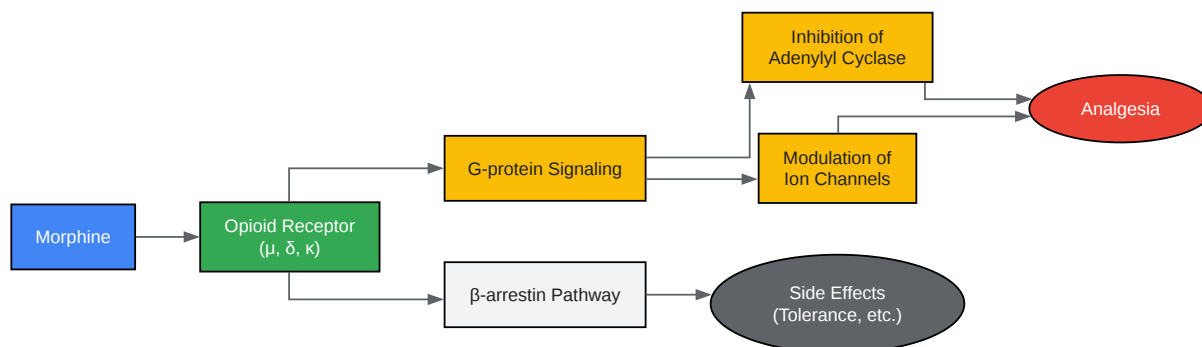 Morphine
Opioid Receptor
(μ, δ, κ)
G-protein Signaling
Inhibition of
Adenylyl Cyclase
Modulation of
Ion Channels
Analgesia
β-arrestin Pathway
Side Effects
(Tolerance, etc.)